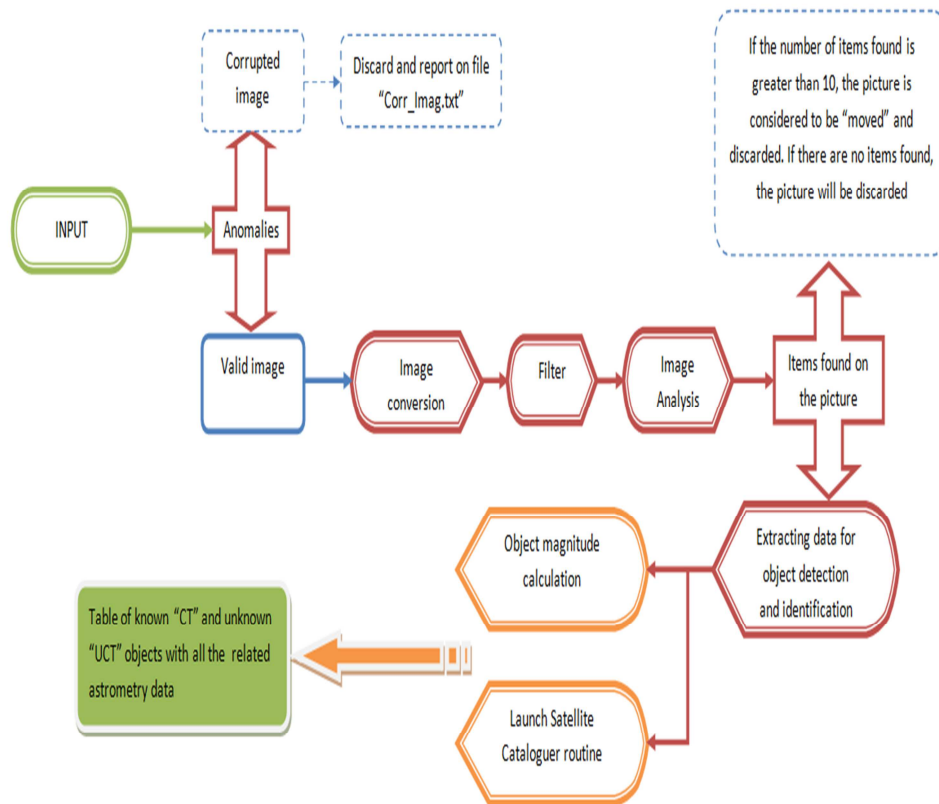 Corrupted
image
Discard and report on file
“Corr_Imag.txt”
If the number of items found is
greater than 10, the picture is
considered to be “moved” and
discarded. If there are no items found,
the picture will be discarded
INPUT
Anomalies
Valid image
Image
conversion
Filter
Image
Analysis
Items found on
the picture
Extracting data for
object detection
and identification
Object magnitude
calculation
Launch Satellite
Cataloguer routine
Table of known “CT” and unknown
“UCT” objects with all the related
astrometry data